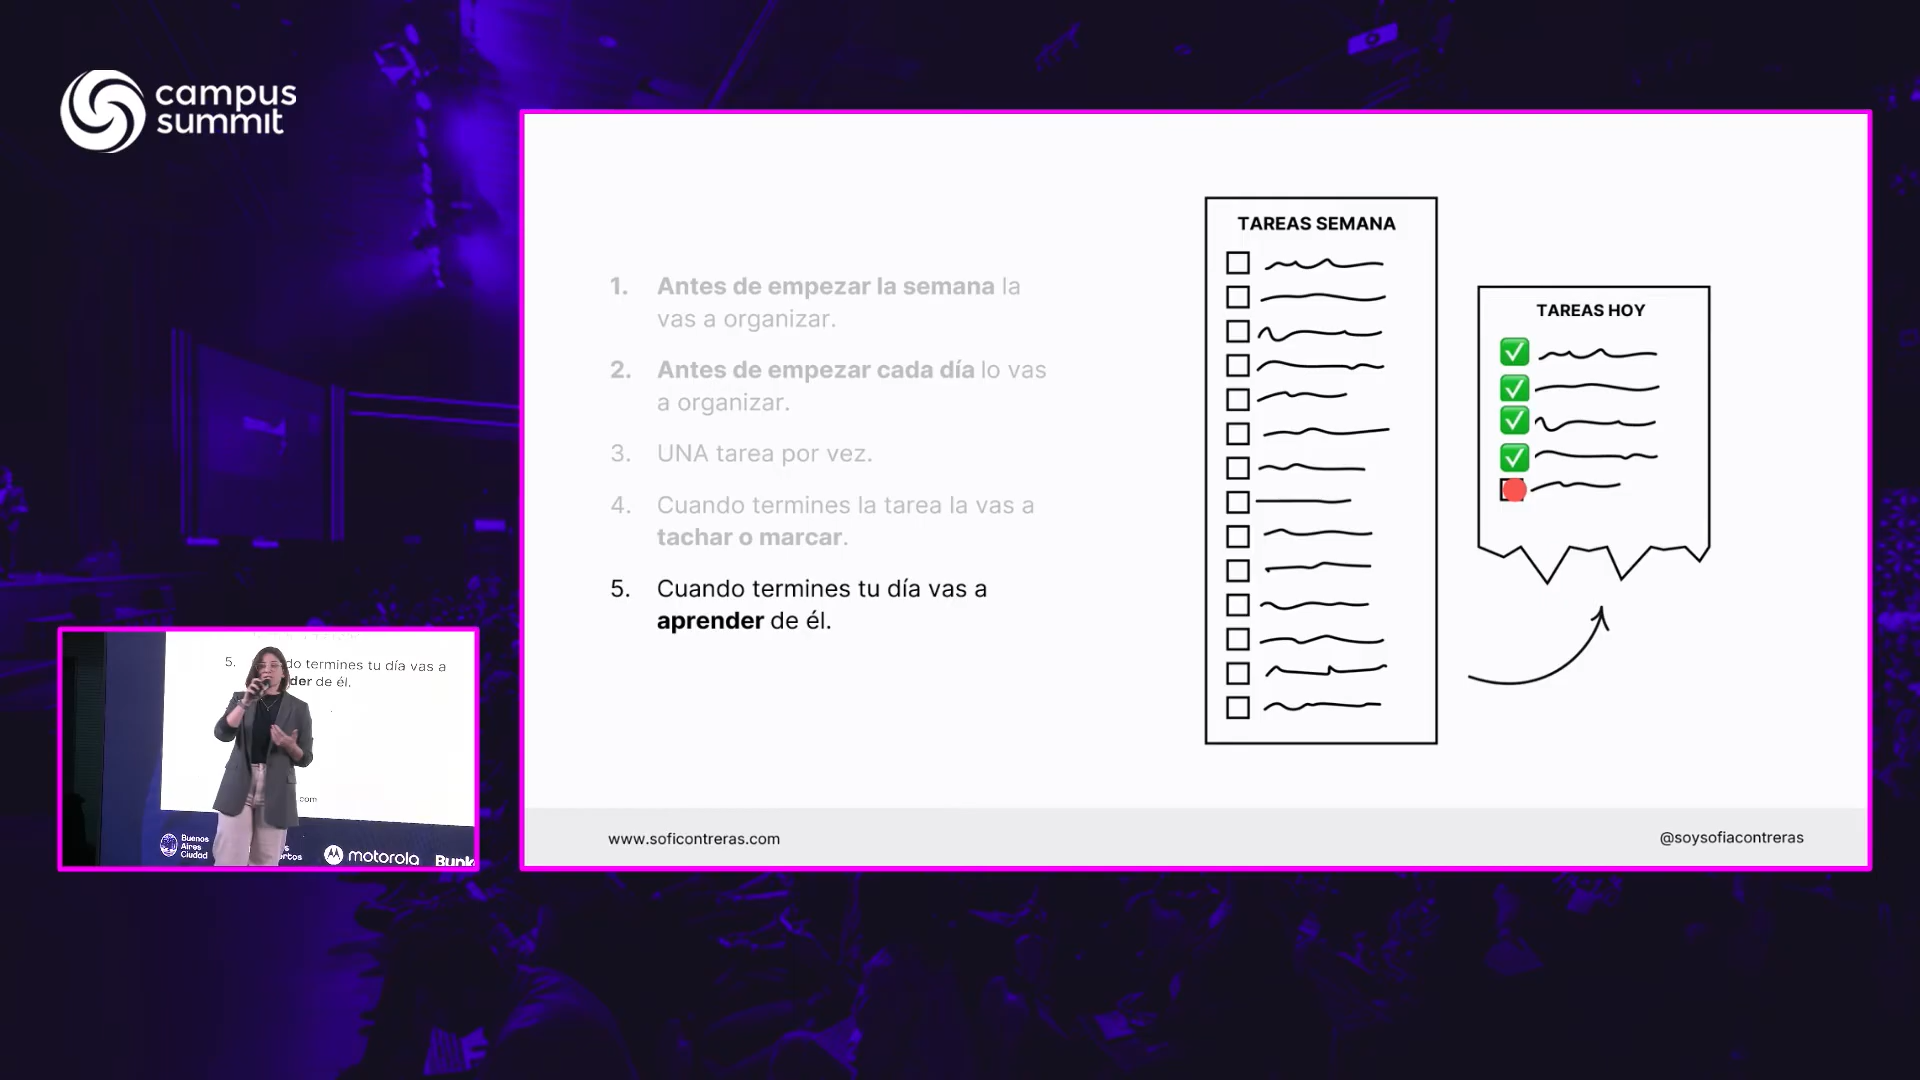 campus
summit
TAREAS SEMANA
1. Antes de empezar la semana la
vas a organizar.
2. Antes de empezar cada día lo vas
a organizar.
3. UNA tarea por vez.
4. Cuando termines la tarea la vas a
tachar o marcar.
5. Cuando termines tu día vas a
aprender de él.
TAREAS HOY
www.soficontreras.com
@soysofiacontreras
5. do termines tu día vas a
der de él.
com
Buenos
Aires
Ciudad
motorola